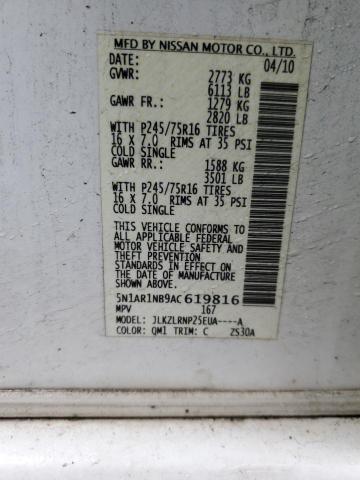 MFD BY NISSAN MOTOR CO., LTD.
DATE: 04/10
GVWR: 2773 KG
6113 LB
GAWR FR.: 1279 KG
2820 LB
WITH P245/75R16 TIRES
16 X 7.0 RIMS AT 35 PSI
COLD SINGLE
GAWR RR.: 1588 KG
3501 LB
WITH P245/75R16 TIRES
16 X 7.0 RIMS AT 35 PSI
COLD SINGLE
THIS VEHICLE CONFORMS TO
ALL APPLICABLE FEDERAL
MOTOR VEHICLE SAFETY AND
THEFT PREVENTION
STANDARDS IN EFFECT ON
THE DATE OF MANUFACTURE
SHOWN ABOVE.
5N1AR1NB9AC619816
MPV 167
MODEL: JLKZLRNP25EUA----A
COLOR: QM1 TRIM: C ZS30A